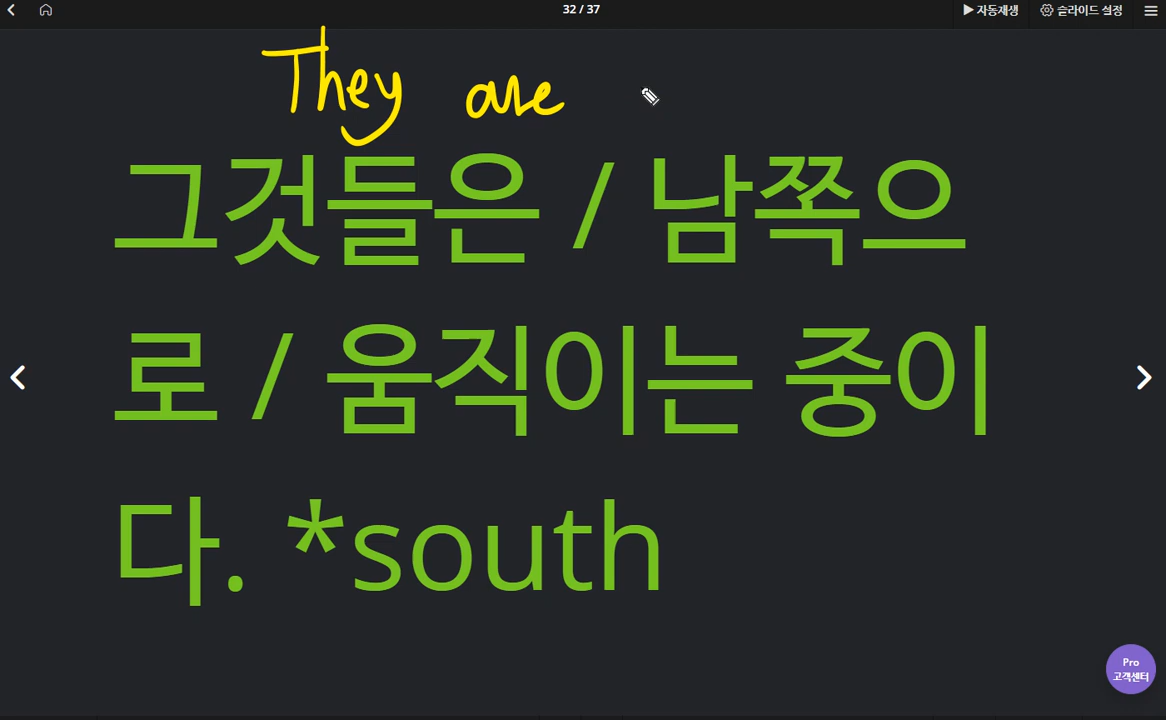 32 / 37
▶ 자동재생
슬라이드 설정
They are
그것들은 / 남쪽으
로 / 움직이는 중이
다. *south
Pro
고객센터